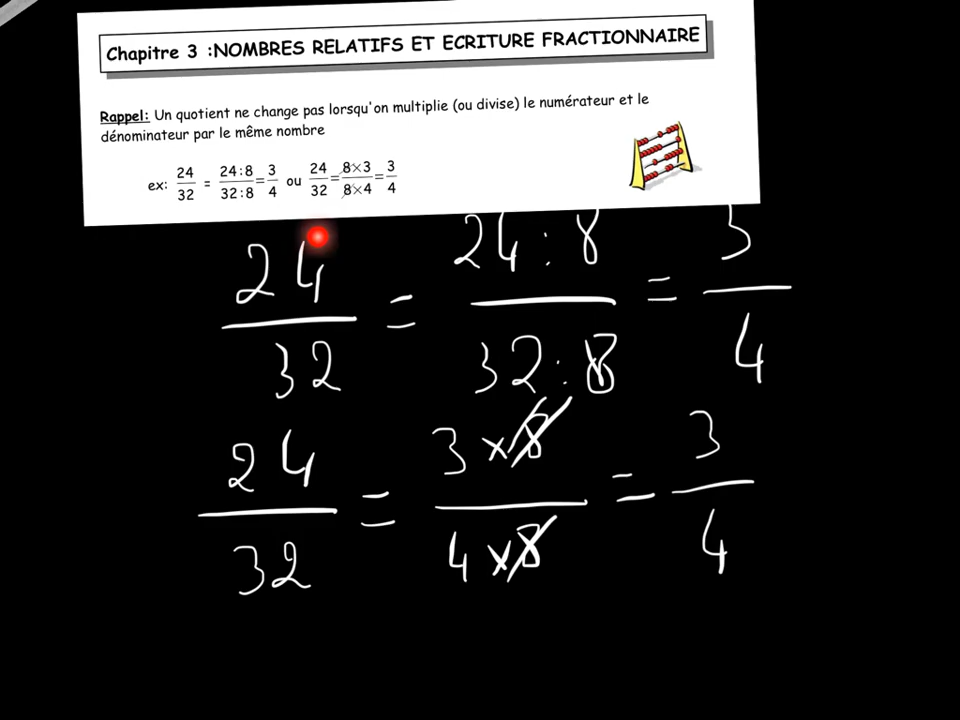 Chapitre 3 :NOMBRES RELATIFS ET ECRITURE FRACTIONNAIRE
Rappel: Un quotient ne change pas lorsqu'on multiplie (ou divise) le numérateur et le
dénominateur par le même nombre
ex: 24/32 = 24:8/32:8 = 3/4 ou 24/32 = 8×3/8×4 = 3/4
24/32 = 24:8/32:8 = 3/4
24/32 = 3×8/4×8 = 3/4